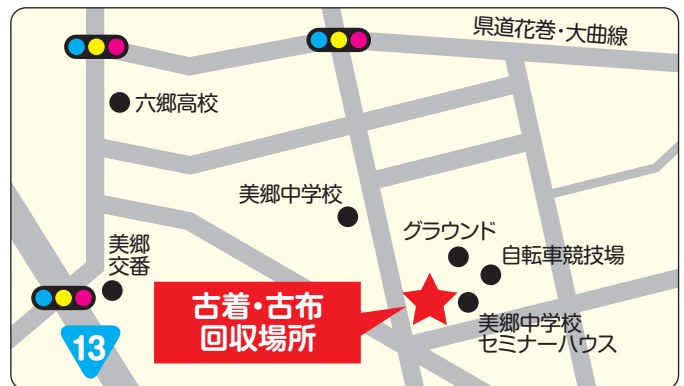 県道花巻・大曲線
六郷高校
美郷中学校
グラウンド
自転車競技場
美郷
交番
古着・古布
回収場所
美郷中学校
セミナーハウス
13